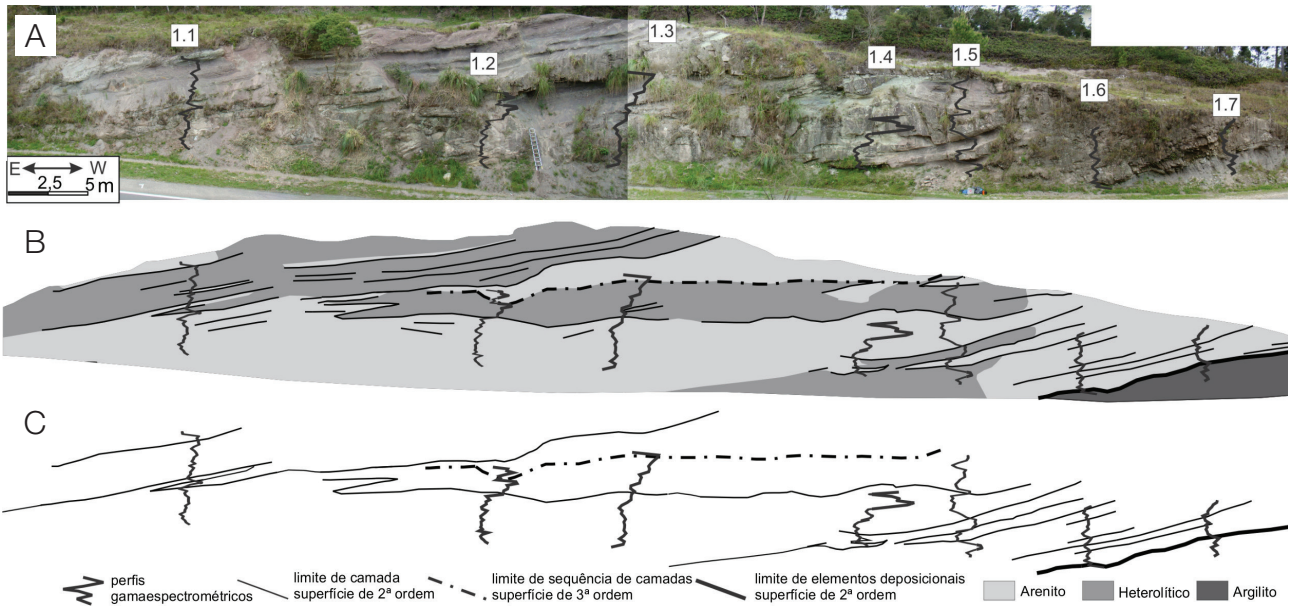 A
1.1
1.2
1.3
1.4
1.5
1.6
1.7
E W
2,5 5 m
B
C
perfis
gamaespectrométricos
limite de camada
superfície de 2ª ordem
limite de sequência de camadas
superfície de 3ª ordem
limite de elementos deposicionais
superfície de 2ª ordem
Arenito
Heterolítico
Argilito